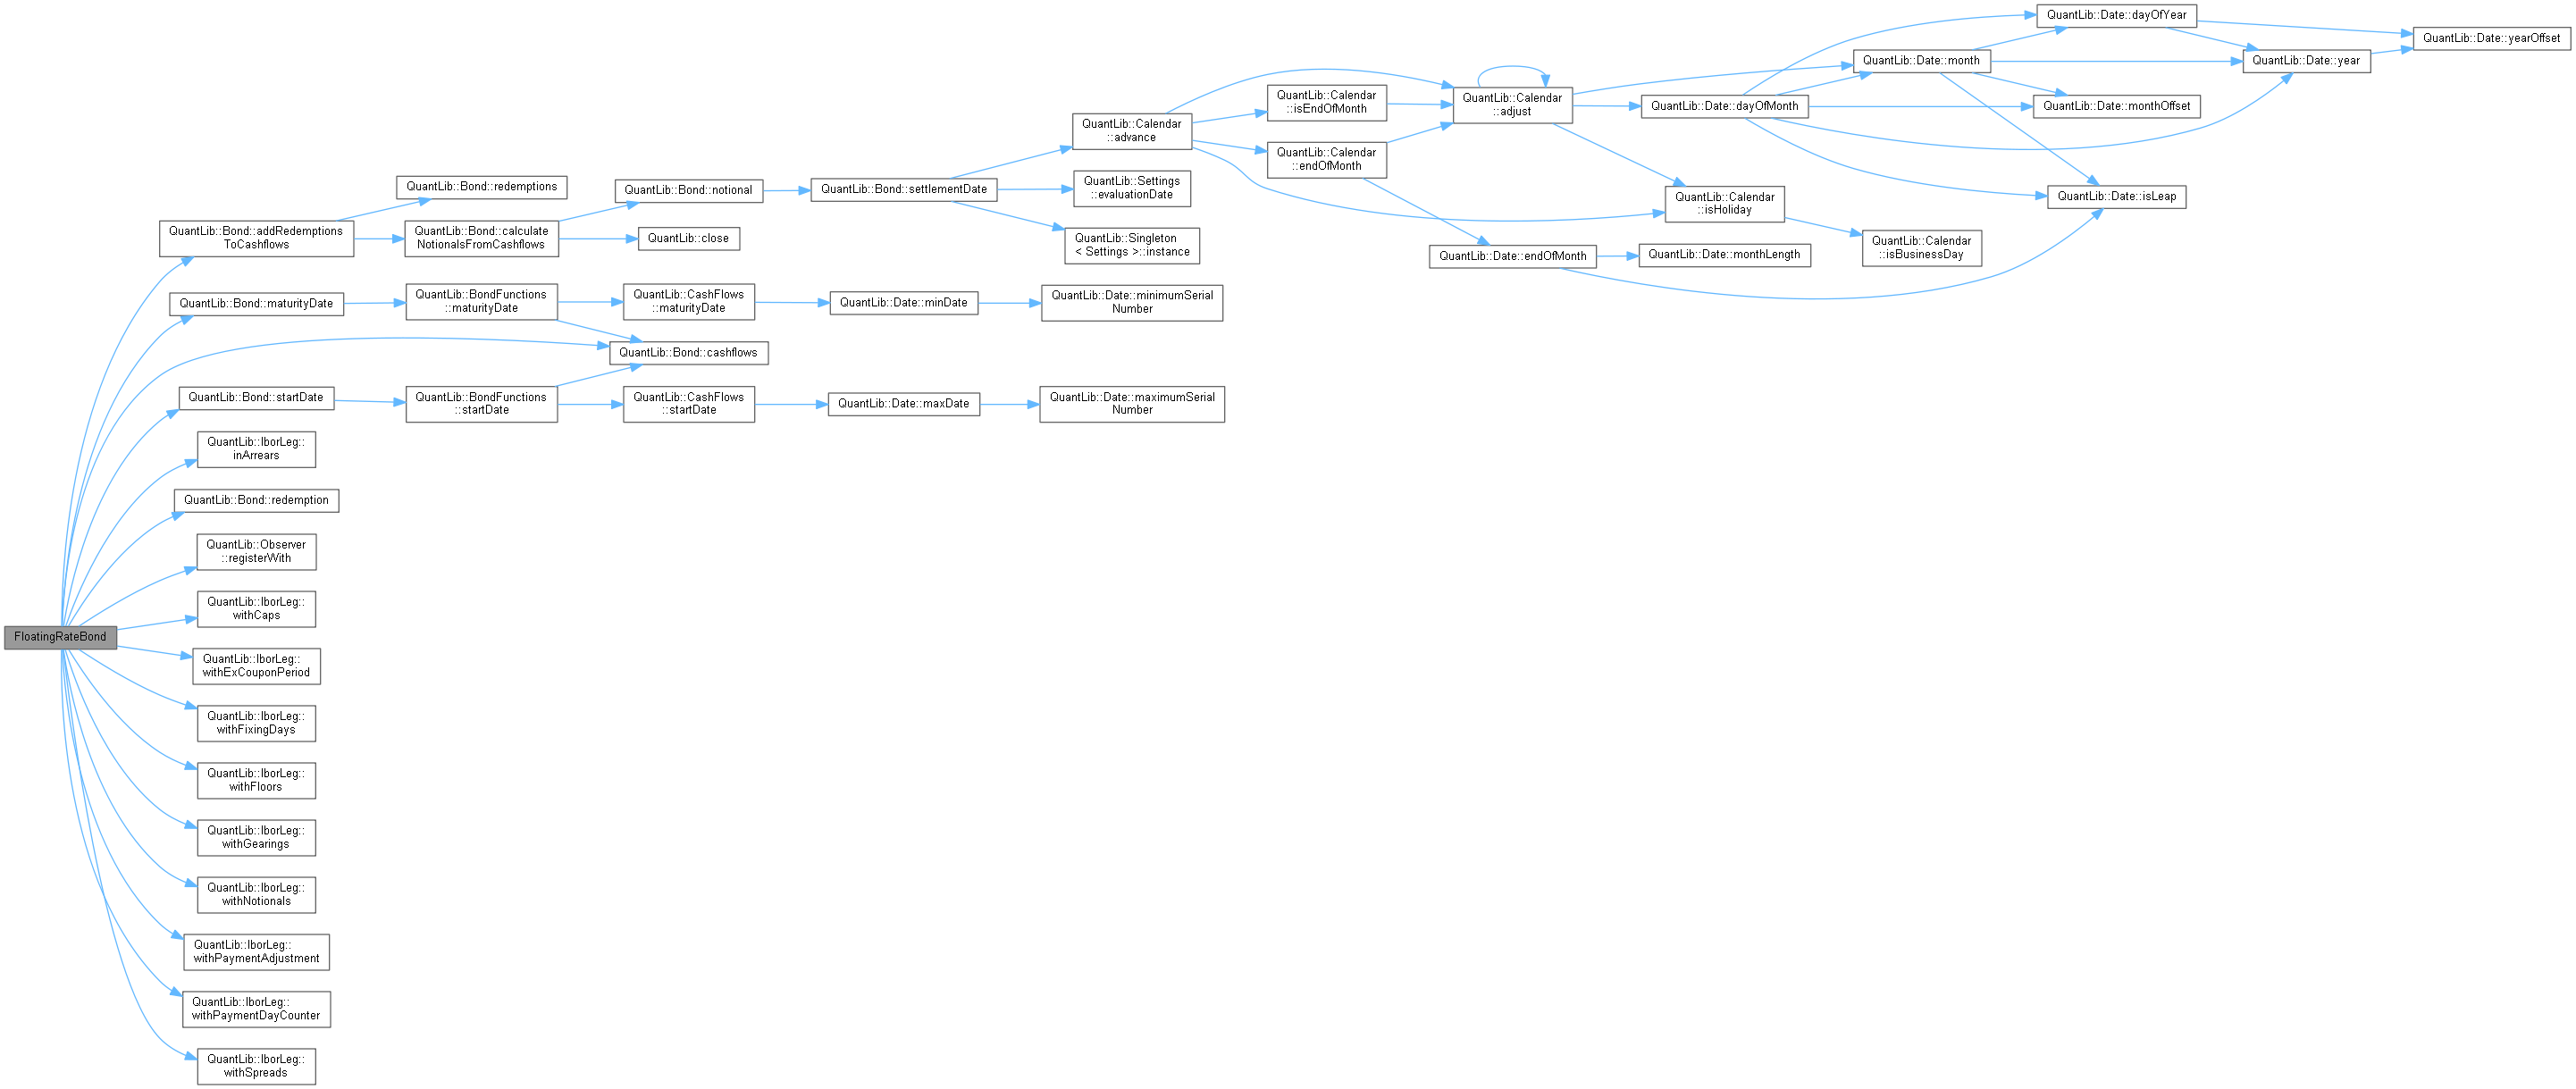 FloatingRateBond
QuantLib::Bond::addRedemptions
ToCashflows
QuantLib::Bond::maturityDate
QuantLib::Bond::startDate
QuantLib::IborLeg::
inArrears
QuantLib::Bond::redemption
QuantLib::Observer
::registerWith
QuantLib::IborLeg::
withCaps
QuantLib::IborLeg::
withExCouponPeriod
QuantLib::IborLeg::
withFixingDays
QuantLib::IborLeg::
withFloors
QuantLib::IborLeg::
withGearings
QuantLib::IborLeg::
withNotionals
QuantLib::IborLeg::
withPaymentAdjustment
QuantLib::IborLeg::
withPaymentDayCounter
QuantLib::IborLeg::
withSpreads
QuantLib::Bond::redemptions
QuantLib::Bond::calculate
NotionalsFromCashflows
QuantLib::BondFunctions
::maturityDate
QuantLib::BondFunctions
::startDate
QuantLib::Bond::notional
QuantLib::close
QuantLib::CashFlows
::maturityDate
QuantLib::Bond::cashflows
QuantLib::CashFlows
::startDate
QuantLib::Bond::settlementDate
QuantLib::Date::minDate
QuantLib::Date::maxDate
QuantLib::Calendar
::advance
QuantLib::Settings
::evaluationDate
QuantLib::Singleton
< Settings >::instance
QuantLib::Date::minimumSerial
Number
QuantLib::Date::maximumSerial
Number
QuantLib::Calendar
::isEndOfMonth
QuantLib::Calendar
::endOfMonth
QuantLib::Calendar
::adjust
QuantLib::Date::endOfMonth
QuantLib::Date::dayOfMonth
QuantLib::Calendar
::isHoliday
QuantLib::Date::monthLength
QuantLib::Date::month
QuantLib::Calendar
::isBusinessDay
QuantLib::Date::dayOfYear
QuantLib::Date::monthOffset
QuantLib::Date::isLeap
QuantLib::Date::year
QuantLib::Date::yearOffset